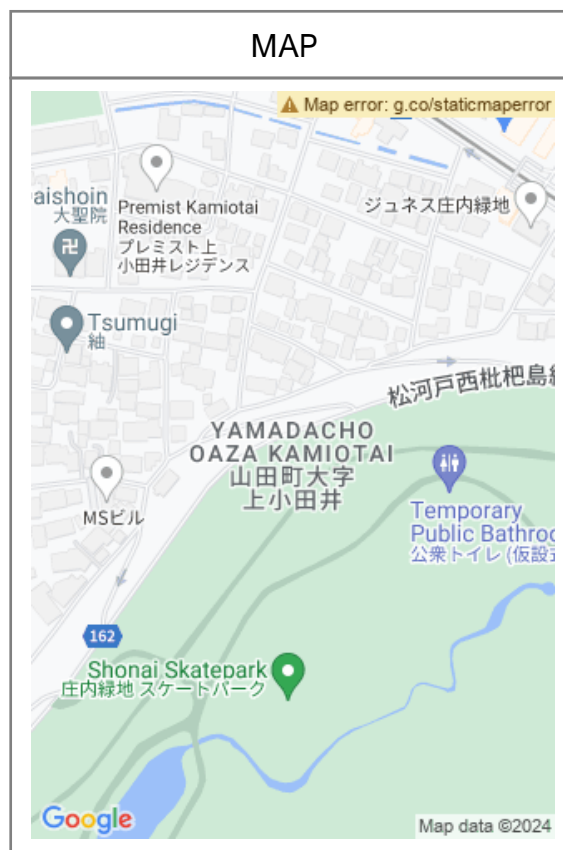 MAP
Map error: g.co/staticmaperror
aishoin
大聖院
Premist Kamiotai
Residence
プレミスト上
小田井レジデンス
ジュネス庄内緑地
Tsumugi
紬
松河戸西枇杷島線
YAMADACHO
OAZA KAMIOTAI
山田町大字
上小田井
MSビル
Temporary
Public Bathroo
公衆トイレ (仮設式
162
Shonai Skatepark
庄内緑地 スケートパーク
Google
Map data ©2024